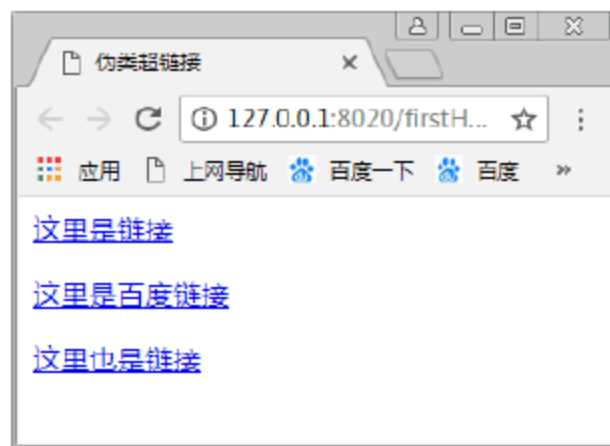 伪类超链接
127.0.0.1:8020/firstH...
应用 上网导航 百度一下 百度 »
这里是链接
这里是百度链接
这里也是链接